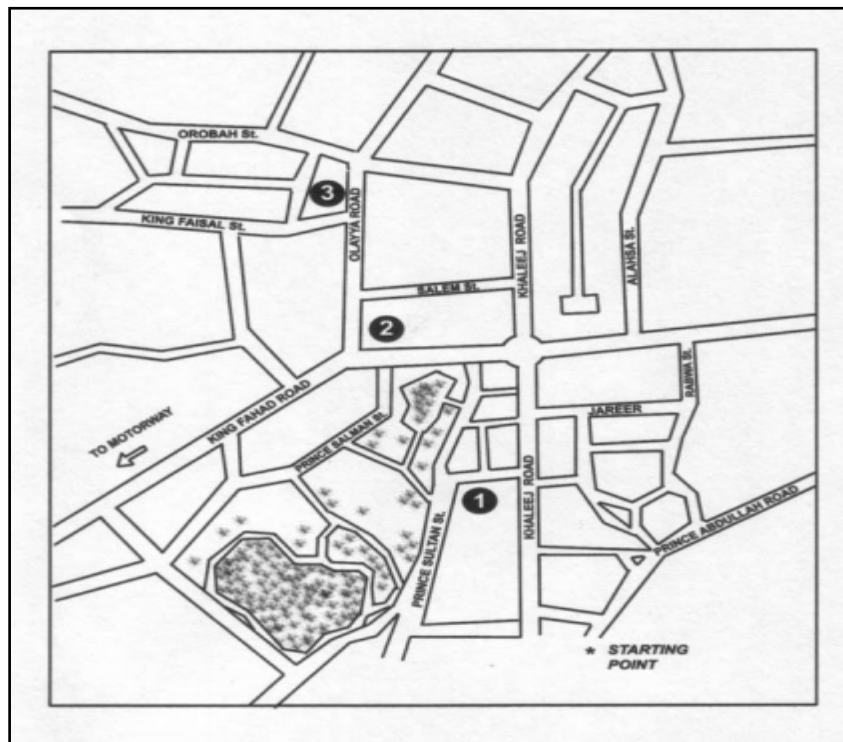 OROBAH St.
3
KING FAISAL St.
OLAYYA ROAD
KHALEEJ ROAD
ALAHSA St.
SALEM St.
2
RABWA St.
KING FAHAD ROAD
TO MOTORWAY
PRINCE SALMAN St.
JAREER
1
KHALEEJ ROAD
PRINCE SULTAN St.
PRINCE ABDULLAH ROAD
* STARTING
POINT